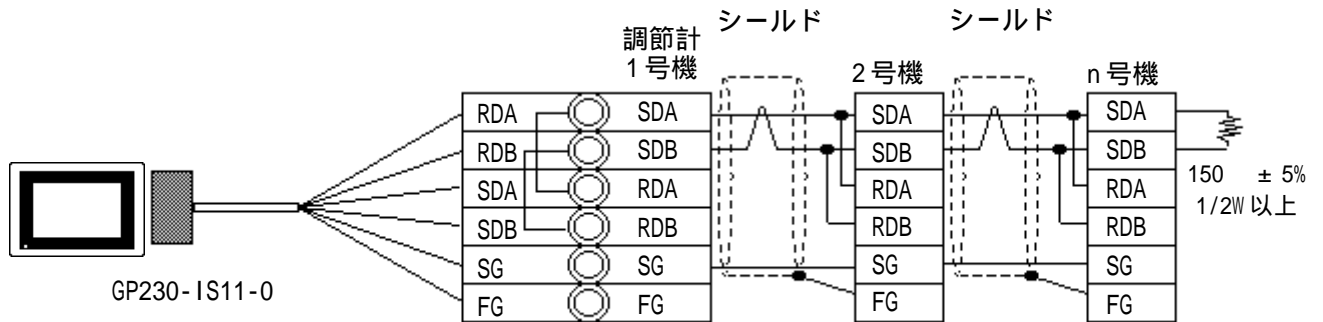 シールド
シールド
調節計
1号機
2号機
n号機
RDA
SDA
SDA
SDA
RDB
SDB
SDB
SDB
SDA
RDA
RDA
RDA
SDB
RDB
RDB
RDB
SG
SG
SG
SG
FG
FG
FG
FG
150 ± 5%
1/2W以上
GP230-IS11-0